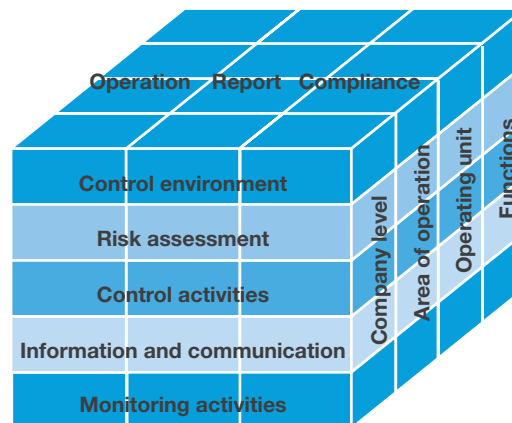 Operation Report Compliance
Control environment
Risk assessment
Control activities
Information and communication
Monitoring activities
Company level
Area of operation
Operating unit
Functions